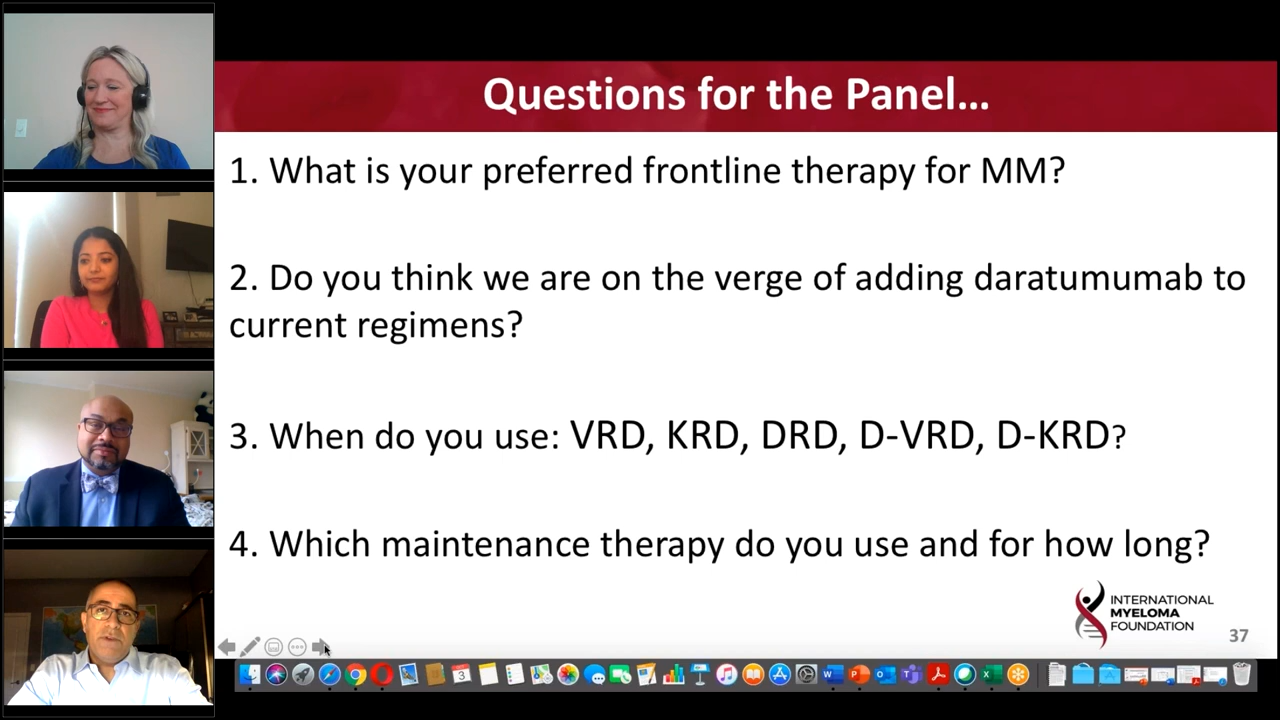 Questions for the Panel...
1. What is your preferred frontline therapy for MM?
2. Do you think we are on the verge of adding daratumumab to
current regimens?
3. When do you use: VRD, KRD, DRD, D-VRD, D-KRD?
4. Which maintenance therapy do you use and for how long?
INTERNATIONAL
MYELOMA
FOUNDATION
37
3